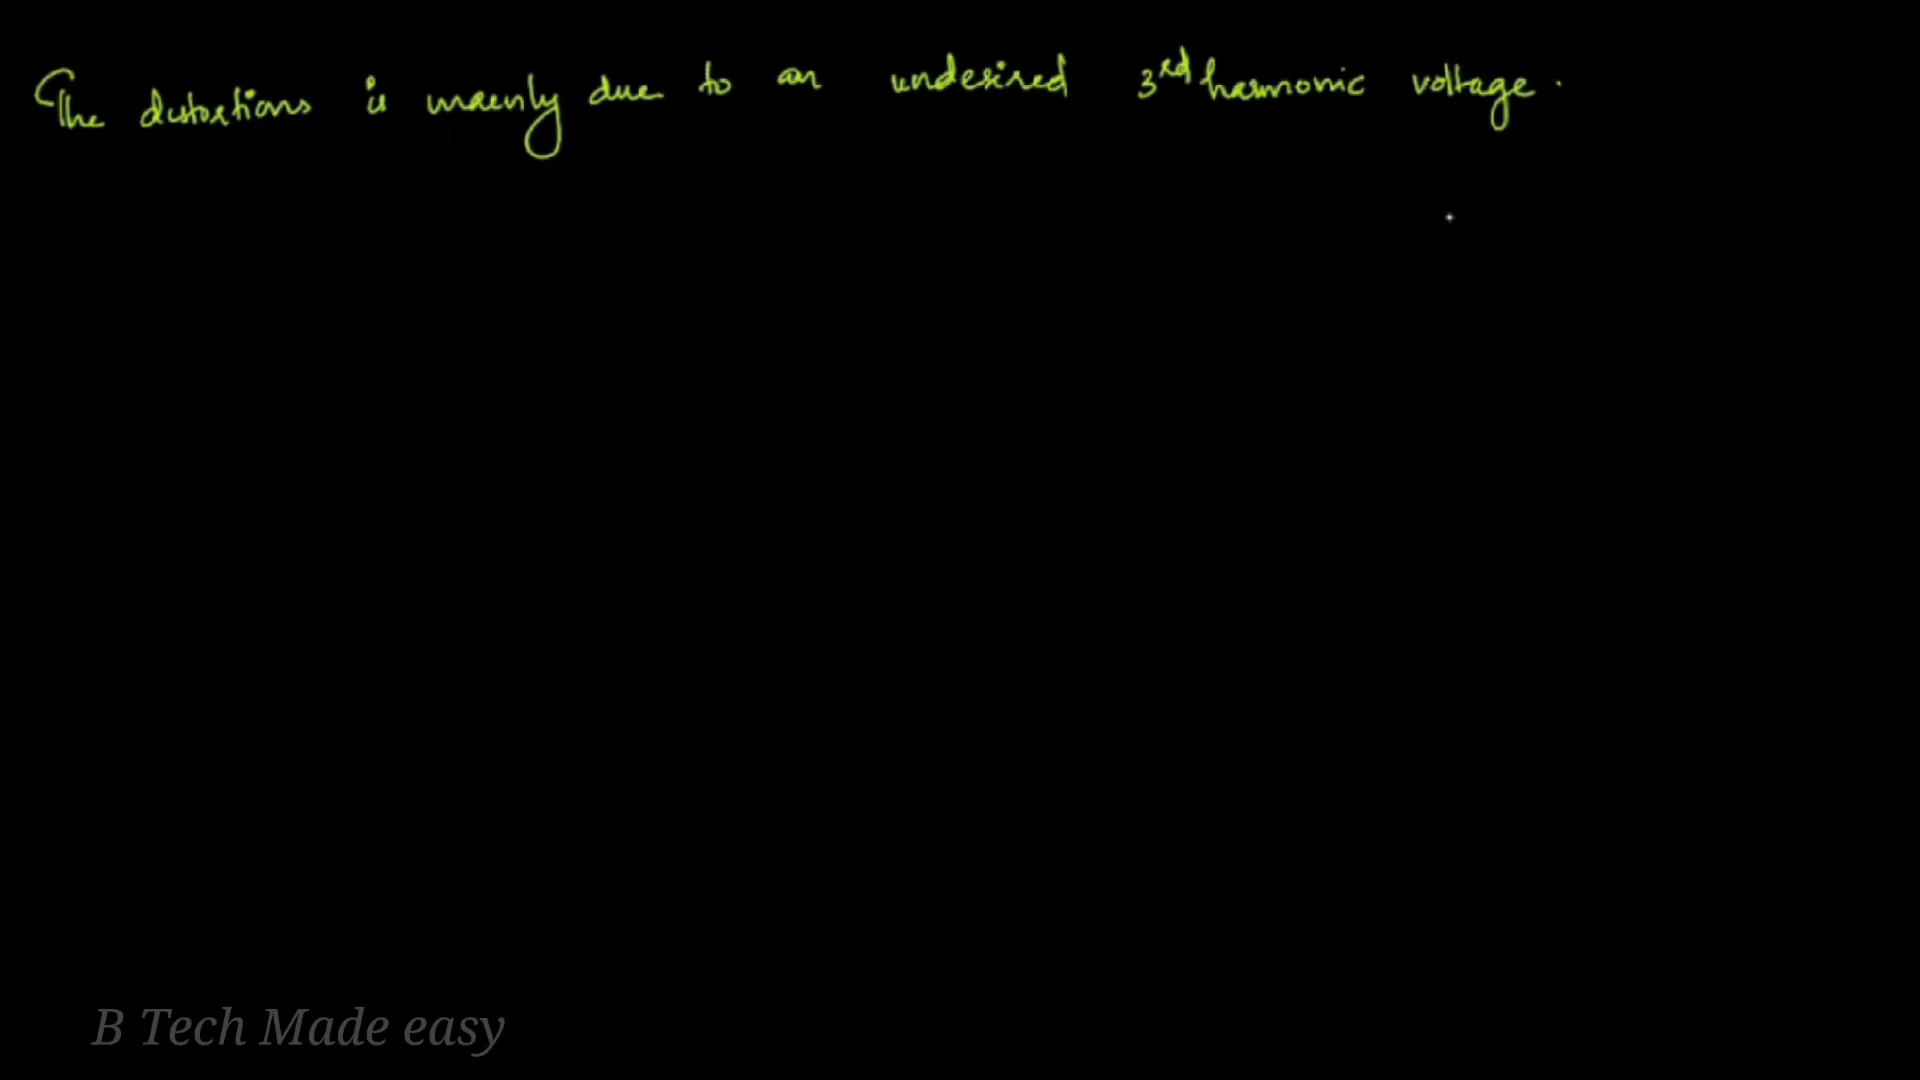 The distortions is mainly due to an undesired 3rd harmonic voltage.
B Tech Made easy